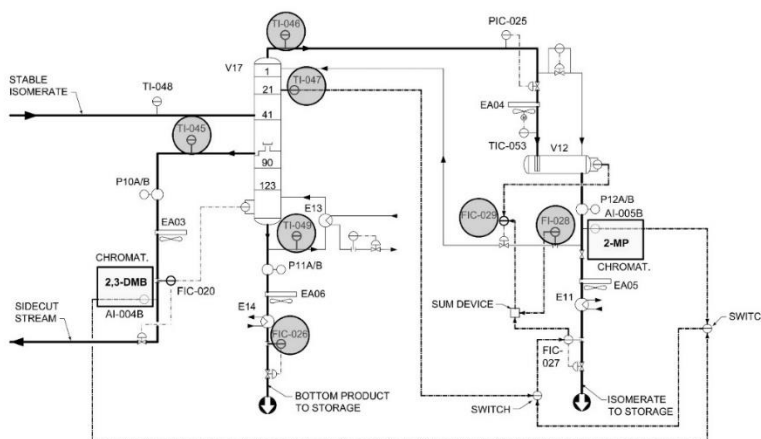 TI-046
PIC-025
V17
TI-048
STABLE
ISOMERATE
1
TI-047
21
EA04
41
TI-045
TIC-053
V12
90
P10A/B
123
E13
P12A/B
FIC-029
FI-028
AI-005B
EA03
TI-049
2-MP
CHROMAT.
P11A/B
CHROMAT.
2,3-DMB
FIC-020
EA06
EA05
SUM DEVICE
E11
SIDECUT
STREAM
AI-004B
E14
SWITC
FIC-026
FIC-
027
BOTTOM PRODUCT
TO STORAGE
SWITCH
ISOMERATE
TO STORAGE